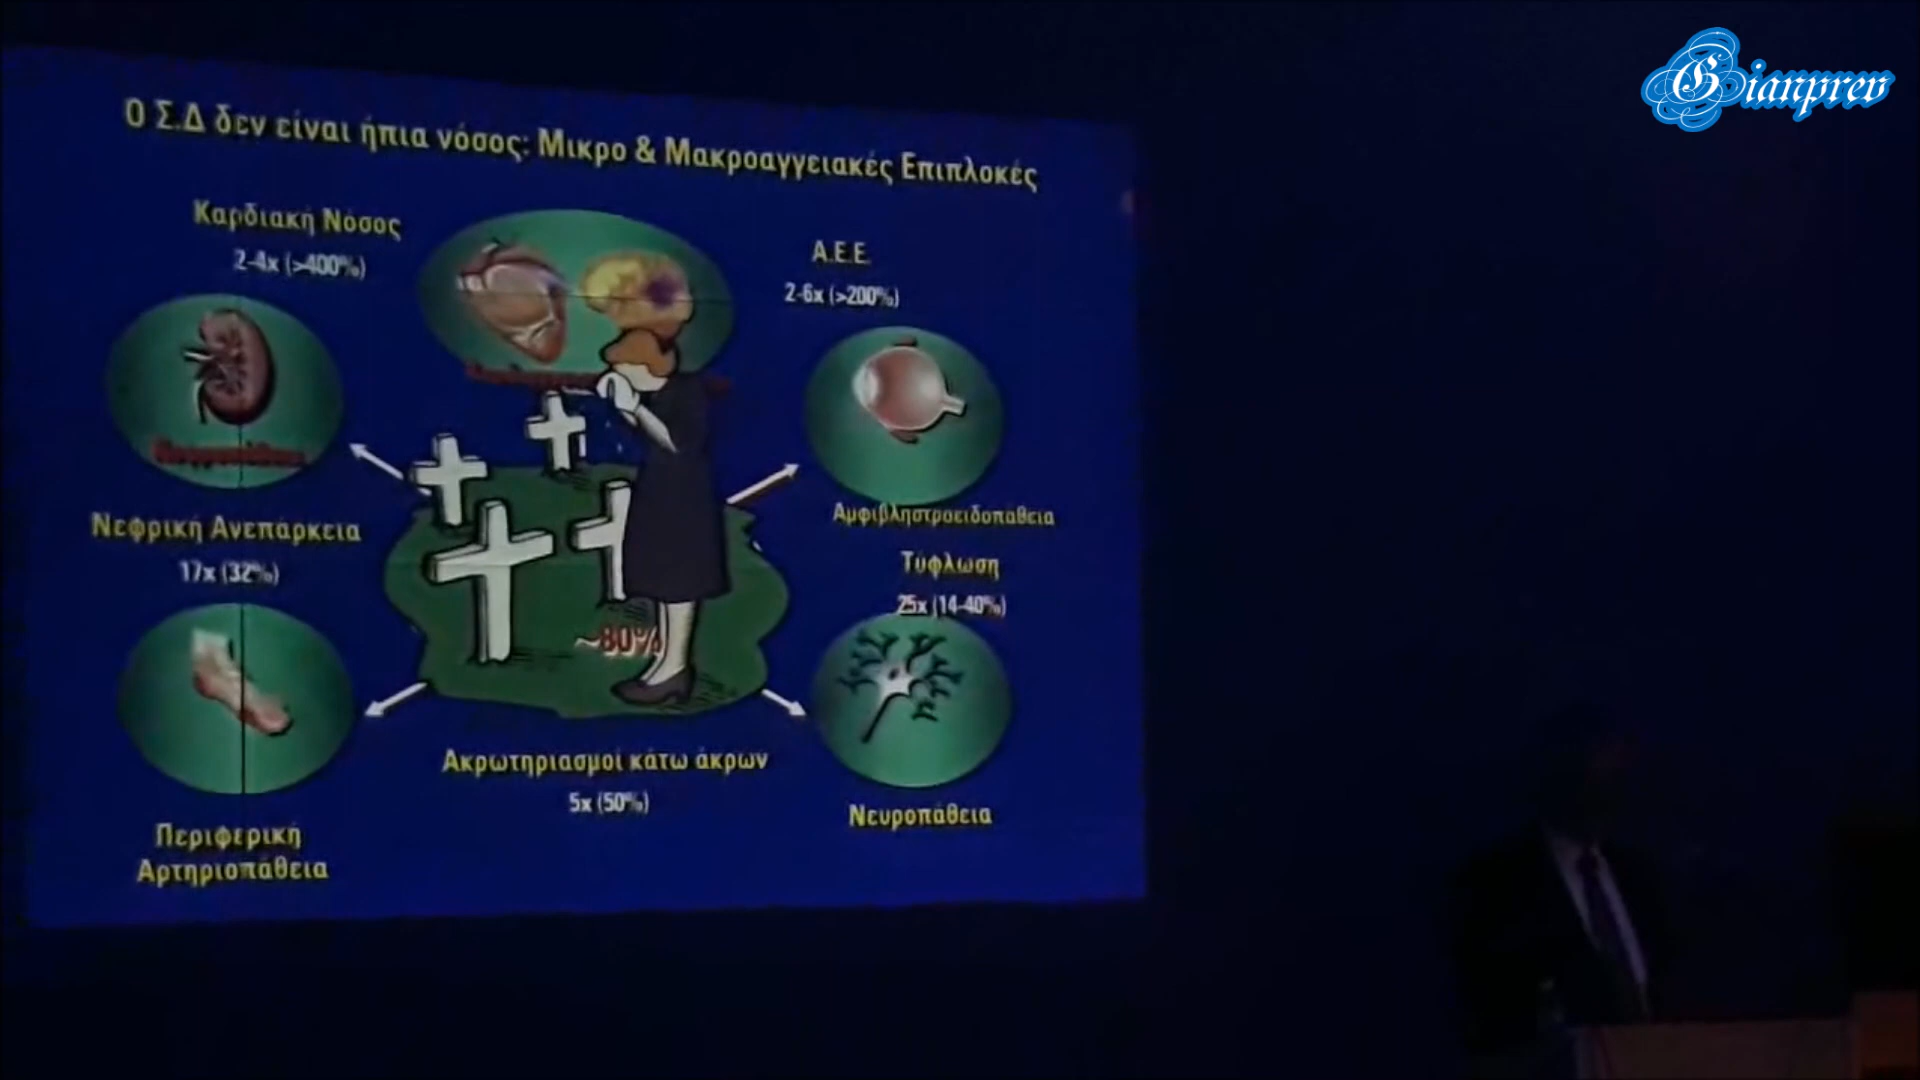 Gianprev
Ο Σ.Δ δεν είναι ήπια νόσος: Μικρο & Μακροαγγειακές Επιπλοκές
Καρδιακή Νόσος
2-4x (>400‰)
Α.Ε.Ε.
2-6x (>200‰)
Νεφρική Ανεπάρκεια
17x (32‰)
Αμφιβληστροειδοπάθεια
Τύφλωση
25x (14-40‰)
~80%
Ακρωτηριασμοί κάτω άκρων
5x (50‰)
Νευροπάθεια
Περιφερική
Αρτηριοπάθεια